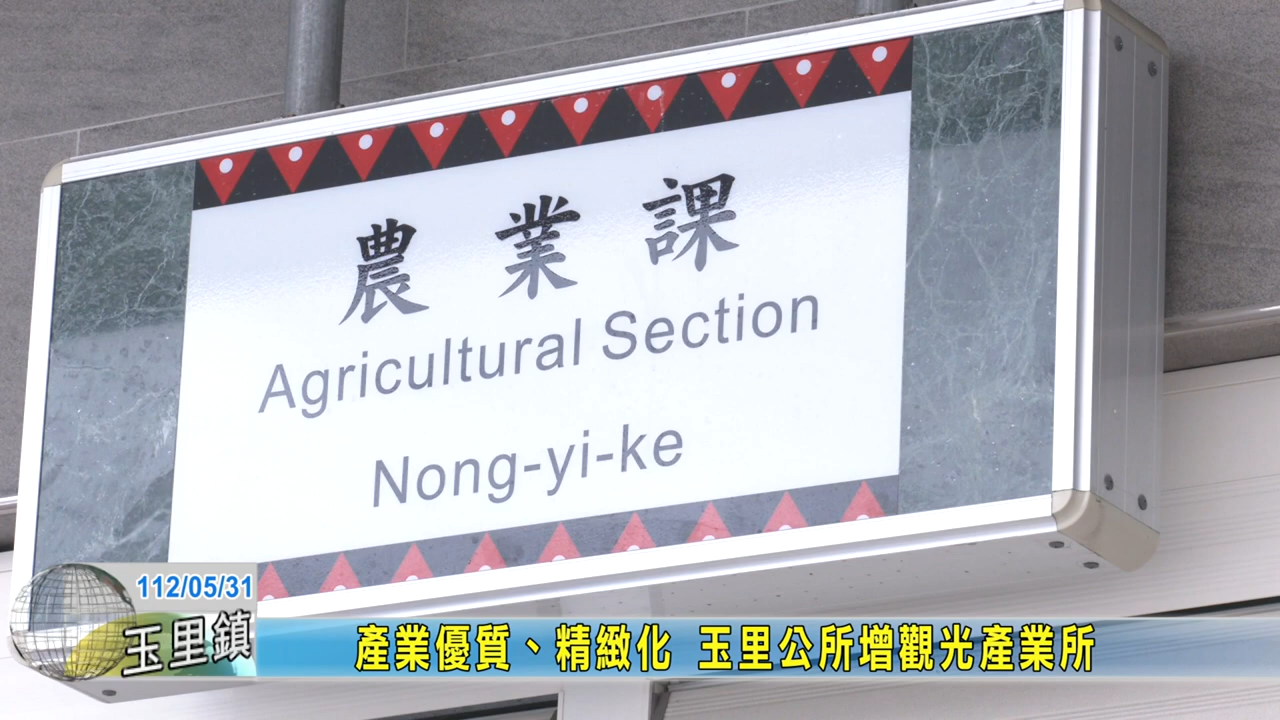 農業課
Agricultural Section
Nong-yi-ke
112/05/31
玉里鎮
產業優質、精緻化 玉里公所增觀光產業所